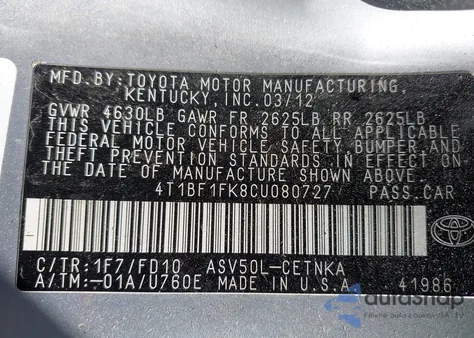 MFD.BY:TOYOTA MOTOR MANUFACTURING,
KENTUCKY, INC. 03/12
GVWR 4630LB GAWR FR 2625LB RR 2625LB
THIS VEHICLE CONFORMS TO ALL APPLICABLE
FEDERAL MOTOR VEHICLE SAFETY, BUMPER AND
THEFT PREVENTION STANDARDS IN EFFECT ON
THE DATE OF MANUFACTURE SHOWN ABOVE.
4T1BF1FK8CU080727 PASS.CAR
C/TR:1F7/FD10 ASV50L-CETNKA
A/TM:-01A/U760E MADE IN U.S.A. 41986
TOYOTA
autosnap